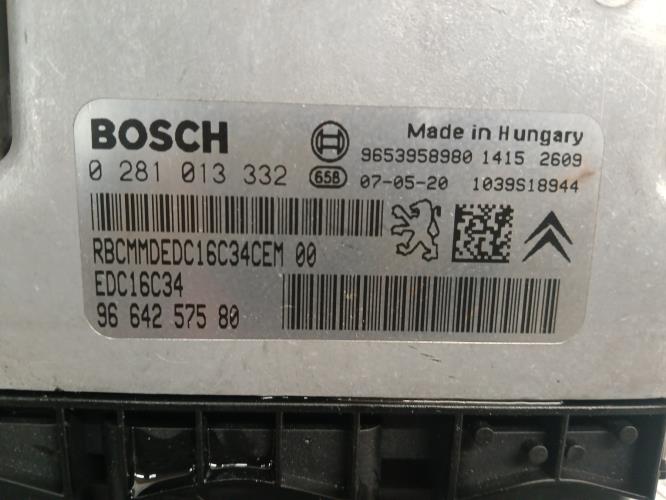 BOSCH
Made in Hungary
9653958980 1415 2609
0 281 013 332
658
07-05-20 1039S18944
RBCMMDEDC16C34CEM 00
EDC16C34
96 642 575 80